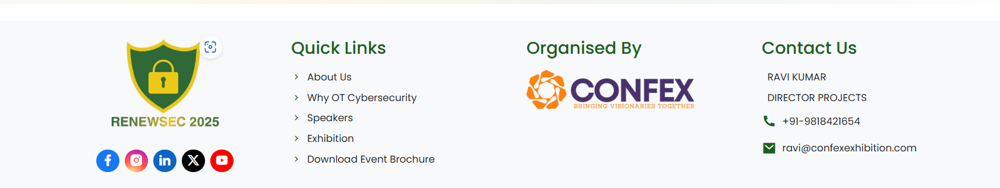 RENEWSEC 2025
Quick Links
About Us
Why OT Cybersecurity
Speakers
Exhibition
Download Event Brochure
Organised By
CONFEX
BRINGING VISIONARIES TOGETHER
Contact Us
RAVI KUMAR
DIRECTOR PROJECTS
+91-9818421654
ravi@confexexhibition.com